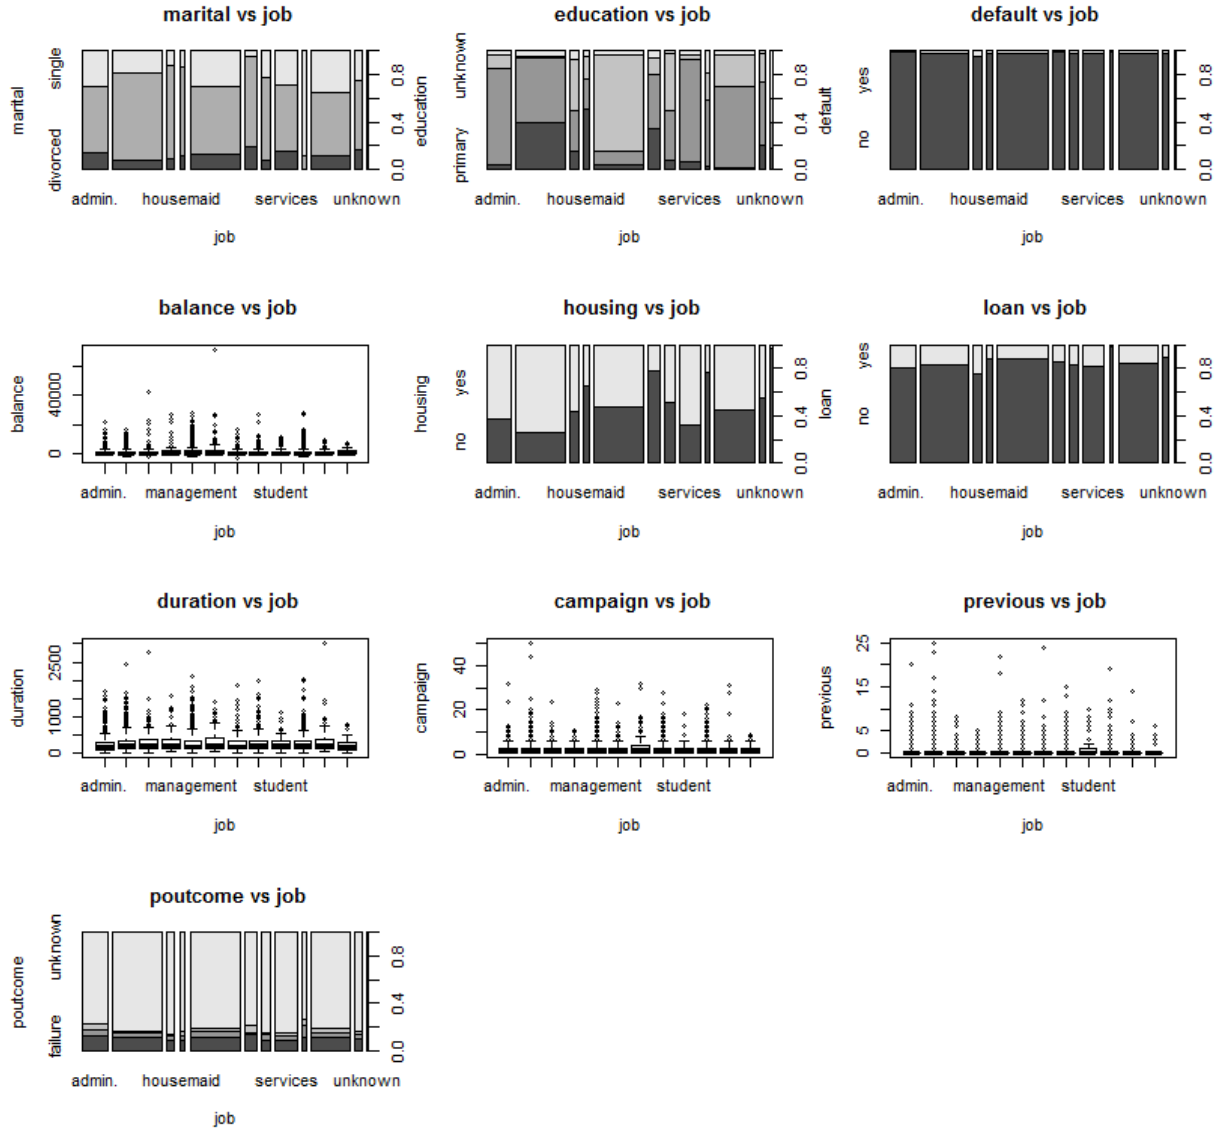 marital vs job
marital
divorced single
0.0 0.4 0.8
admin. housemaid services unknown
job
education vs job
education
primary unknown
0.0 0.4 0.8
admin. housemaid services unknown
job
default vs job
default
no yes
0.0 0.4 0.8
admin. housemaid services unknown
job
balance vs job
balance
0 40000
admin. management student
job
housing vs job
housing
no yes
0.0 0.4 0.8
admin. housemaid services unknown
job
loan vs job
loan
no yes
0.0 0.4 0.8
admin. housemaid services unknown
job
duration vs job
duration
0 1000 2500
admin. management student
job
campaign vs job
campaign
0 20 40
admin. management student
job
previous vs job
previous
0 5 15 25
admin. management student
job
poutcome vs job
poutcome
failure unknown
0.0 0.4 0.8
admin. housemaid services unknown
job